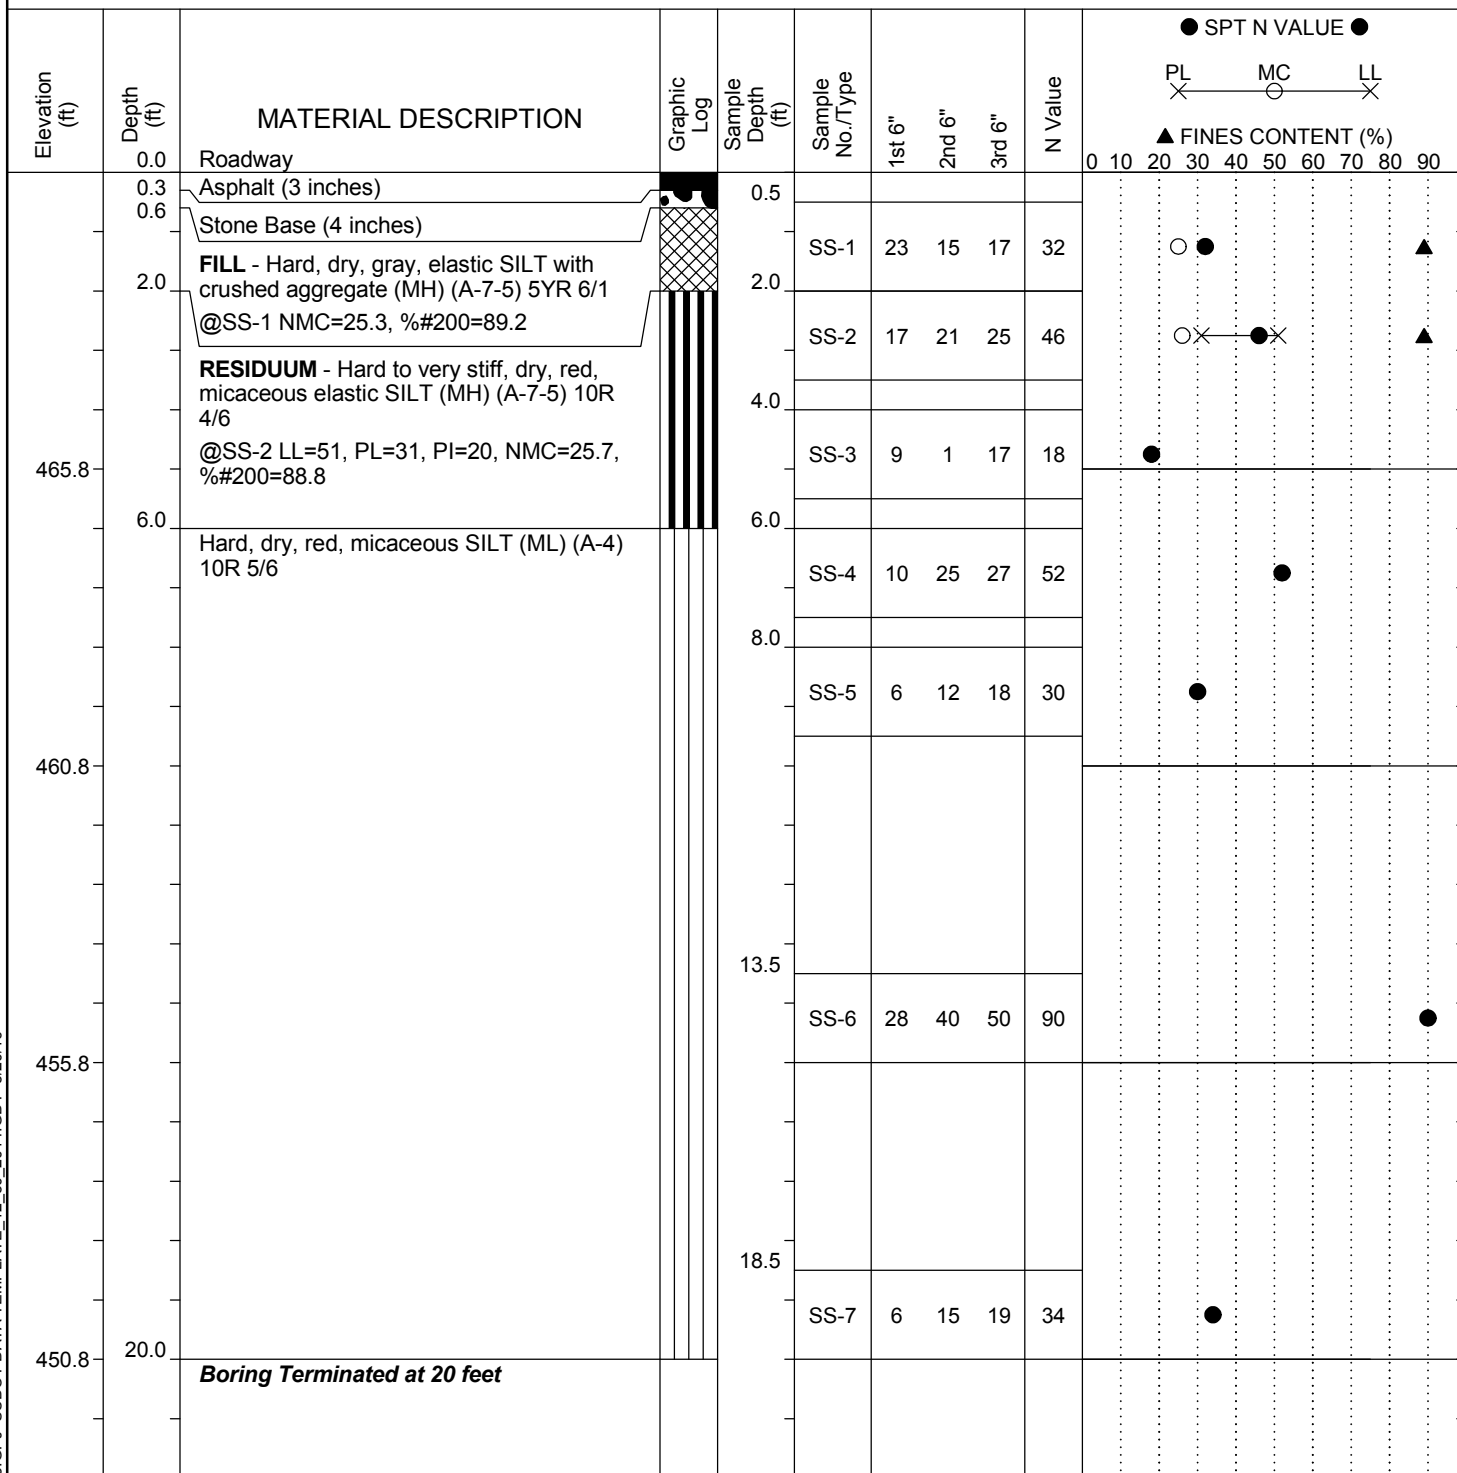 ● SPT N VALUE ●
PL MC LL
▲ FINES CONTENT (%)
0 10 20 30 40 50 60 70 80 90
Elevation (ft)
Depth (ft)
MATERIAL DESCRIPTION
Graphic Log
Sample Depth (ft)
Sample No./Type
1st 6"
2nd 6"
3rd 6"
N Value
0.0 Roadway
0.3 Asphalt (3 inches) 0.5
0.6
Stone Base (4 inches)
SS-1 23 15 17 32
FILL - Hard, dry, gray, elastic SILT with
2.0 crushed aggregate (MH) (A-7-5) 5YR 6/1 2.0
@SS-1 NMC=25.3, %#200=89.2
SS-2 17 21 25 46
RESIDUUM - Hard to very stiff, dry, red,
micaceous elastic SILT (MH) (A-7-5) 10R 4.0
4/6
@SS-2 LL=51, PL=31, PI=20, NMC=25.7, SS-3 9 1 17 18
465.8 %#200=88.8
6.0 6.0
Hard, dry, red, micaceous SILT (ML) (A-4)
10R 5/6
SS-4 10 25 27 52
8.0
SS-5 6 12 18 30
460.8
13.5
SS-6 28 40 50 90
455.8
18.5
SS-7 6 15 19 34
450.8 20.0
Boring Terminated at 20 feet